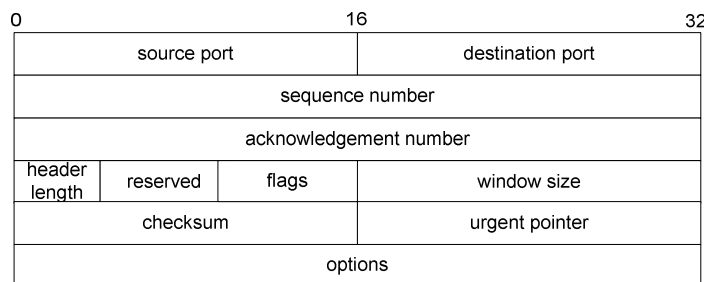 0 16 32
source port destination port
sequence number
acknowledgement number
header length reserved flags window size
checksum urgent pointer
options